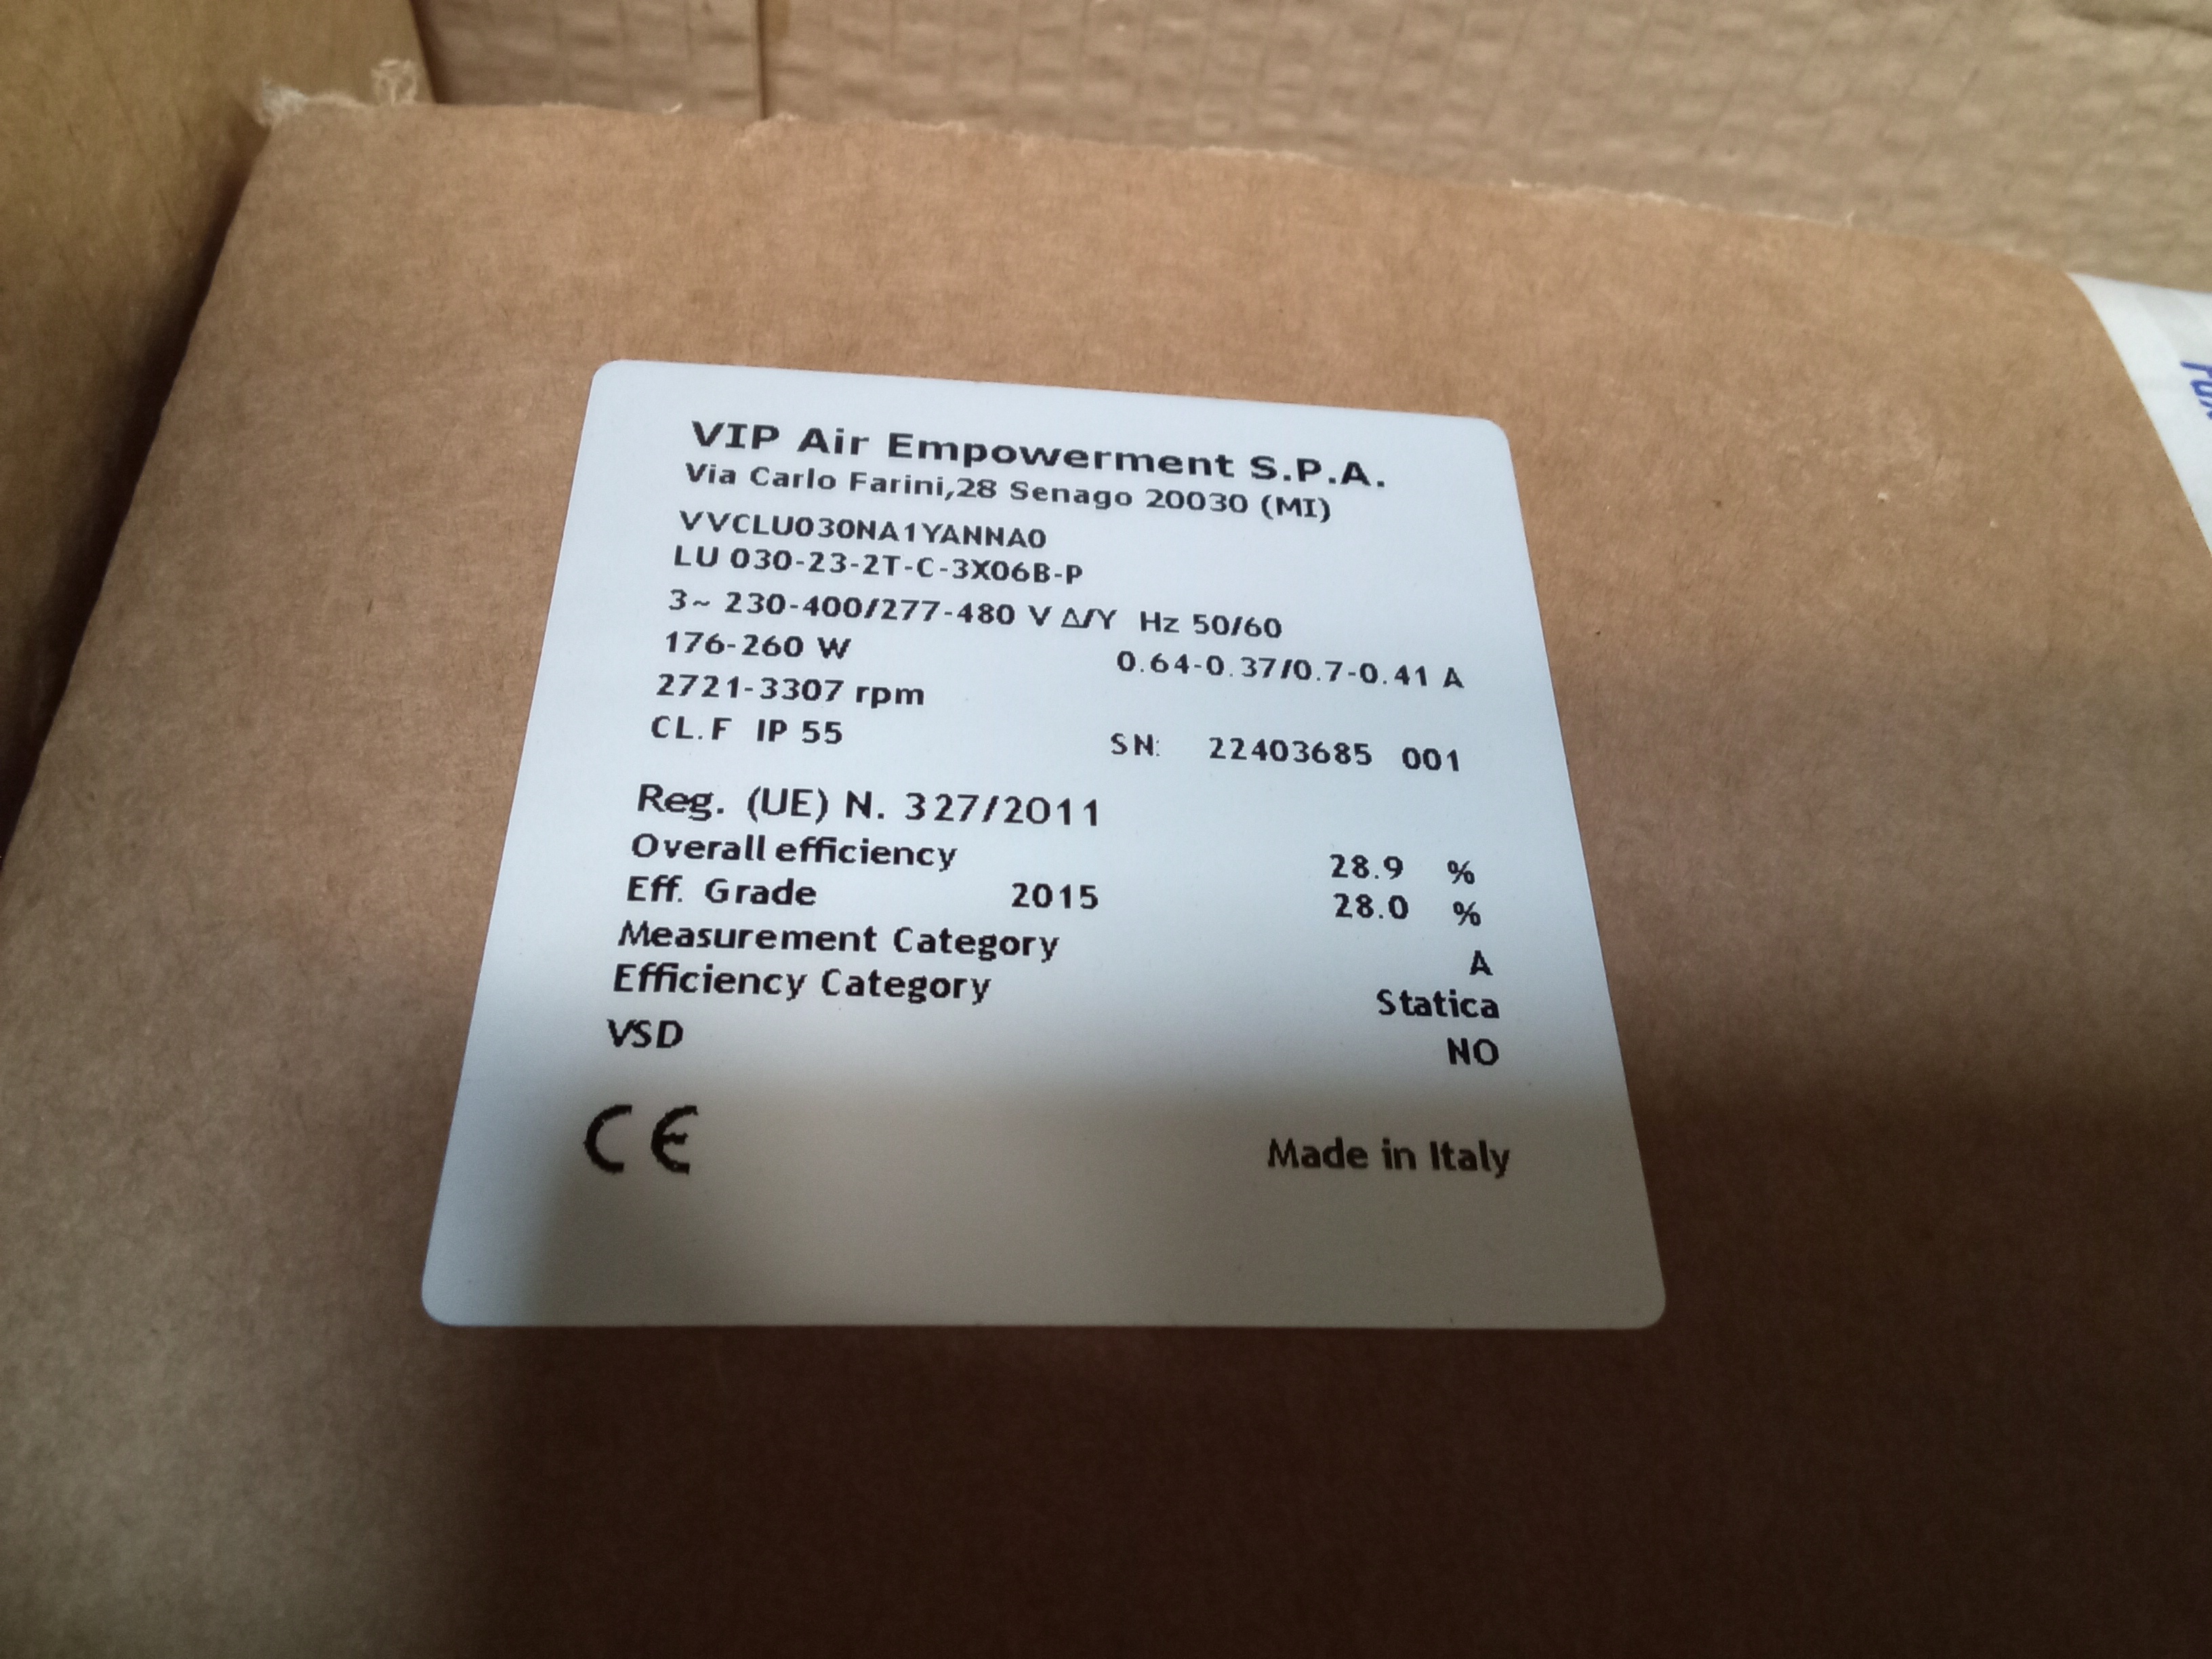 VIP Air Empowerment S.P.A.
Via Carlo Farini,28 Senago 20030 (MI)
VVCLU030NA1YANNA0
LU 030-23-2T-C-3X06B-P
3~ 230-400/277-480 V Δ/Y Hz 50/60
176-260 W 0.64-0.37/0.7-0.41 A
2721-3307 rpm
CL.F IP 55 SN: 22403685 001
Reg. (UE) N. 327/2011
Overall efficiency 28.9 %
Eff. Grade 2015 28.0 %
Measurement Category A
Efficiency Category Statica
VSD NO
CE Made in Italy